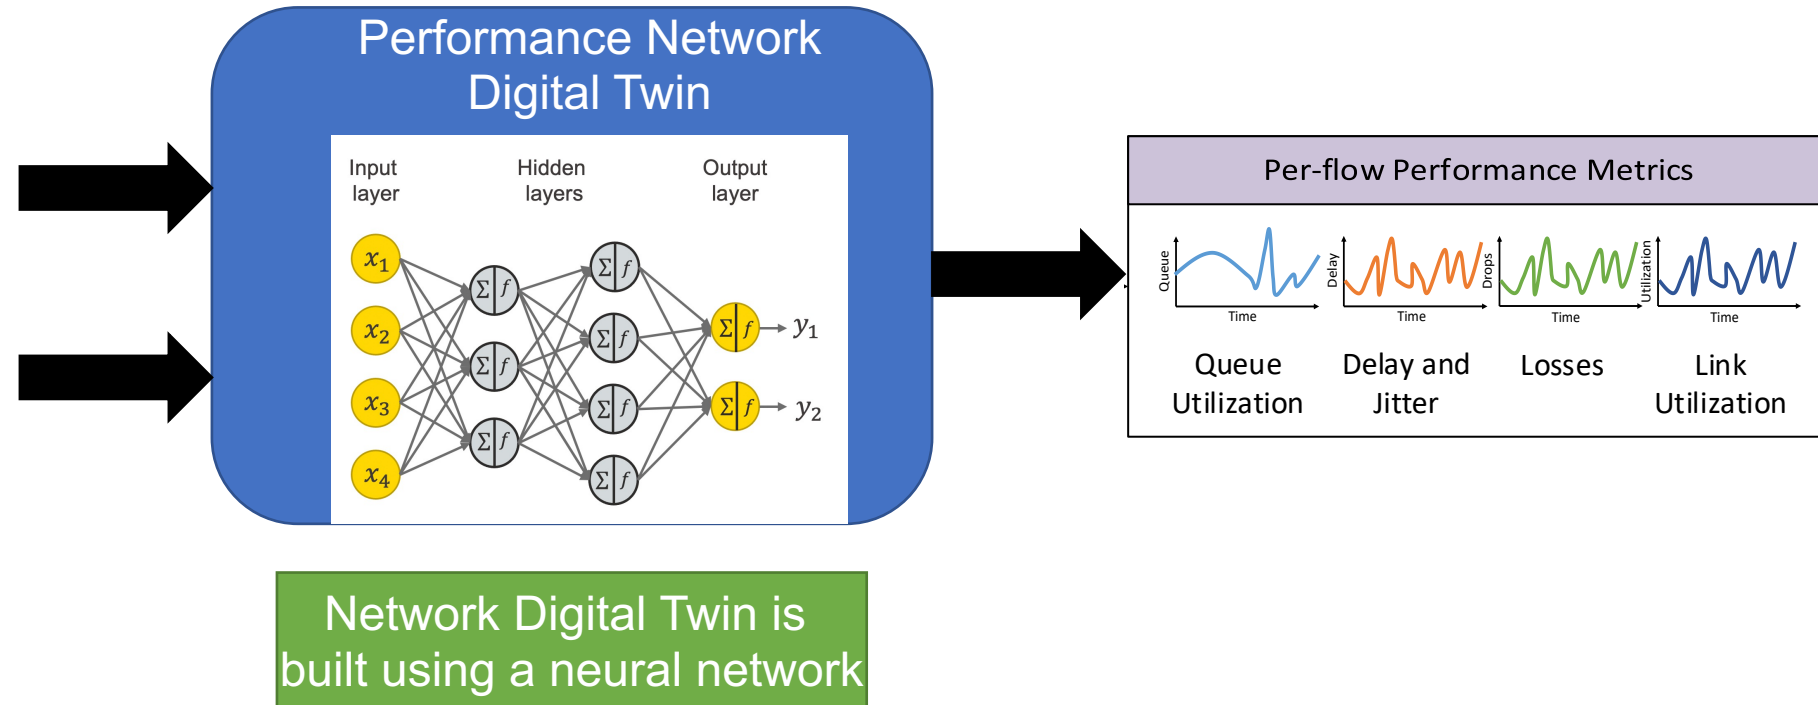 Performance Network
Digital Twin
Input
layer
Hidden
layers
Output
layer
x1
x2
x3
x4
Σ f
Σ f
Σ f
Σ f
Σ f
Σ f
Σ f
Σ f
Σ f
y1
y2
Network Digital Twin is
built using a neural network
Per-flow Performance Metrics
Queue
Time
Delay
Time
Drops
Time
Utilization
Time
Queue
Utilization
Delay and
Jitter
Losses
Link
Utilization